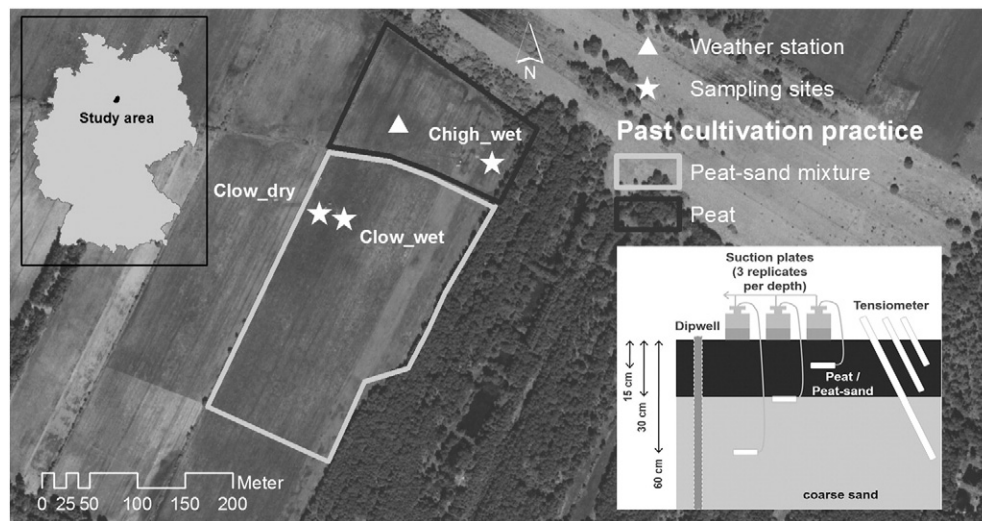 Study area
N
Weather station
Sampling sites
Past cultivation practice
Peat-sand mixture
Peat
Chigh_wet
Clow_dry
Clow_wet
Suction plates
(3 replicates
per depth)
Tensiometer
Dipwell
Peat /
Peat-sand
15 cm
30 cm
60 cm
coarse sand
Meter
0 25 50 100 150 200